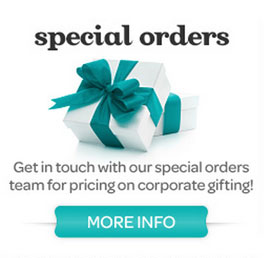 special orders
Get in touch with our special orders
team for pricing on corporate gifting!
MORE INFO